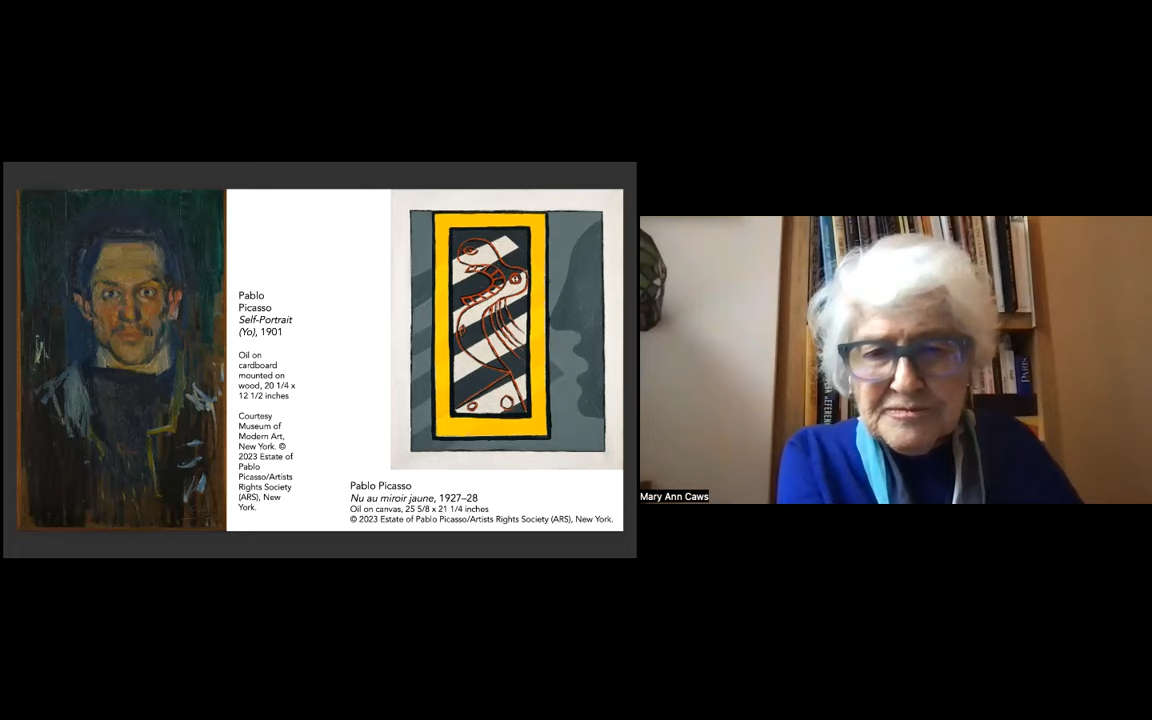 Pablo
Picasso
Self-Portrait
(Yo), 1901
Oil on
cardboard
mounted on
wood, 20 1/4 x
12 1/2 inches
Courtesy
Museum of
Modern Art,
New York. ©
2023 Estate of
Pablo
Picasso/Artists
Rights Society
(ARS), New
York.
Pablo Picasso
Nu au miroir jaune, 1927–28
Oil on canvas, 25 5/8 x 21 1/4 inches
© 2023 Estate of Pablo Picasso/Artists Rights Society (ARS), New York.
PARIS
Mary Ann Caws